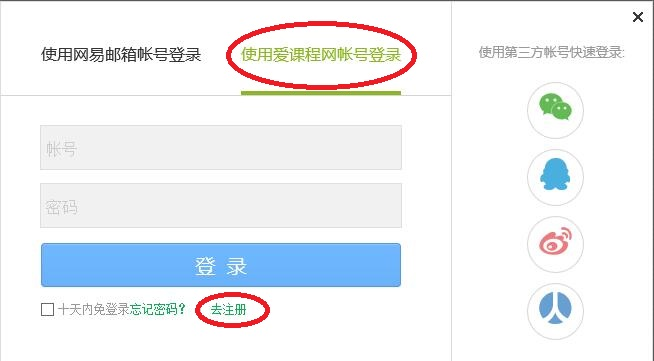 使用网易邮箱帐号登录
使用爱课程网帐号登录
使用第三方帐号快速登录:
帐号
密码
登 录
十天内免登录 忘记密码? 去注册